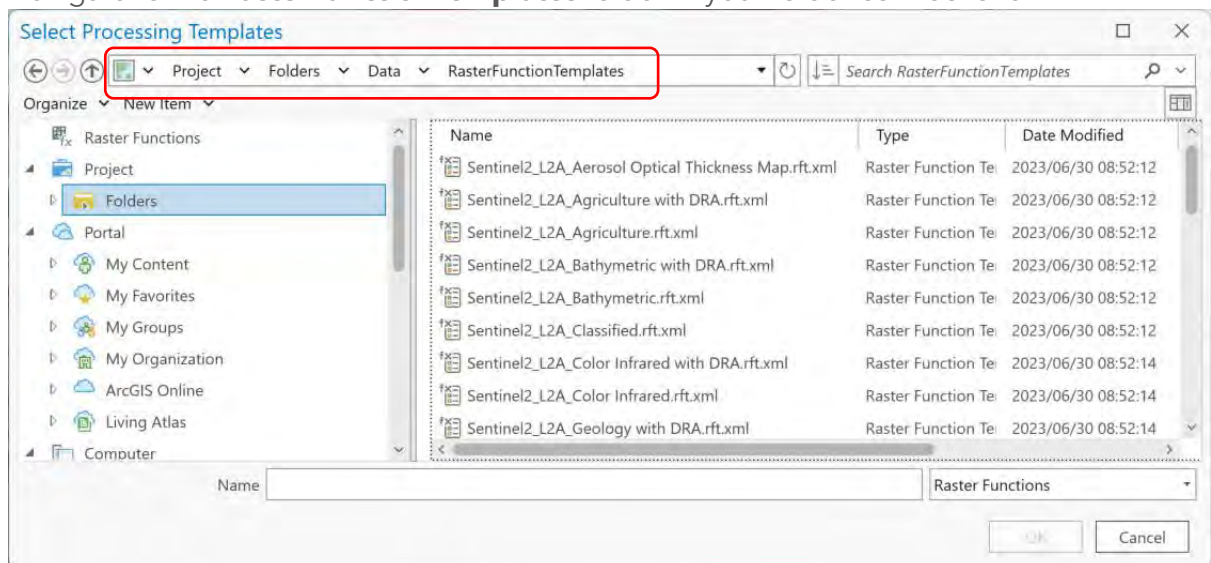 Select Processing Templates
Project Folders Data RasterFunctionTemplates
Search RasterFunctionTemplates
Organize New Item
Raster Functions
Project
Folders
Portal
My Content
My Favorites
My Groups
My Organization
ArcGIS Online
Living Atlas
Computer
Name Type Date Modified
Sentinel2_L2A_Aerosol Optical Thickness Map.rft.xml Raster Function Te 2023/06/30 08:52:12
Sentinel2_L2A_Agriculture with DRA.rft.xml Raster Function Te 2023/06/30 08:52:12
Sentinel2_L2A_Agriculture.rft.xml Raster Function Te 2023/06/30 08:52:12
Sentinel2_L2A_Bathymetric with DRA.rft.xml Raster Function Te 2023/06/30 08:52:12
Sentinel2_L2A_Bathymetric.rft.xml Raster Function Te 2023/06/30 08:52:12
Sentinel2_L2A_Classified.rft.xml Raster Function Te 2023/06/30 08:52:12
Sentinel2_L2A_Color Infrared with DRA.rft.xml Raster Function Te 2023/06/30 08:52:14
Sentinel2_L2A_Color Infrared.rft.xml Raster Function Te 2023/06/30 08:52:14
Sentinel2_L2A_Geology with DRA.rft.xml Raster Function Te 2023/06/30 08:52:14
Name
Raster Functions
OK Cancel